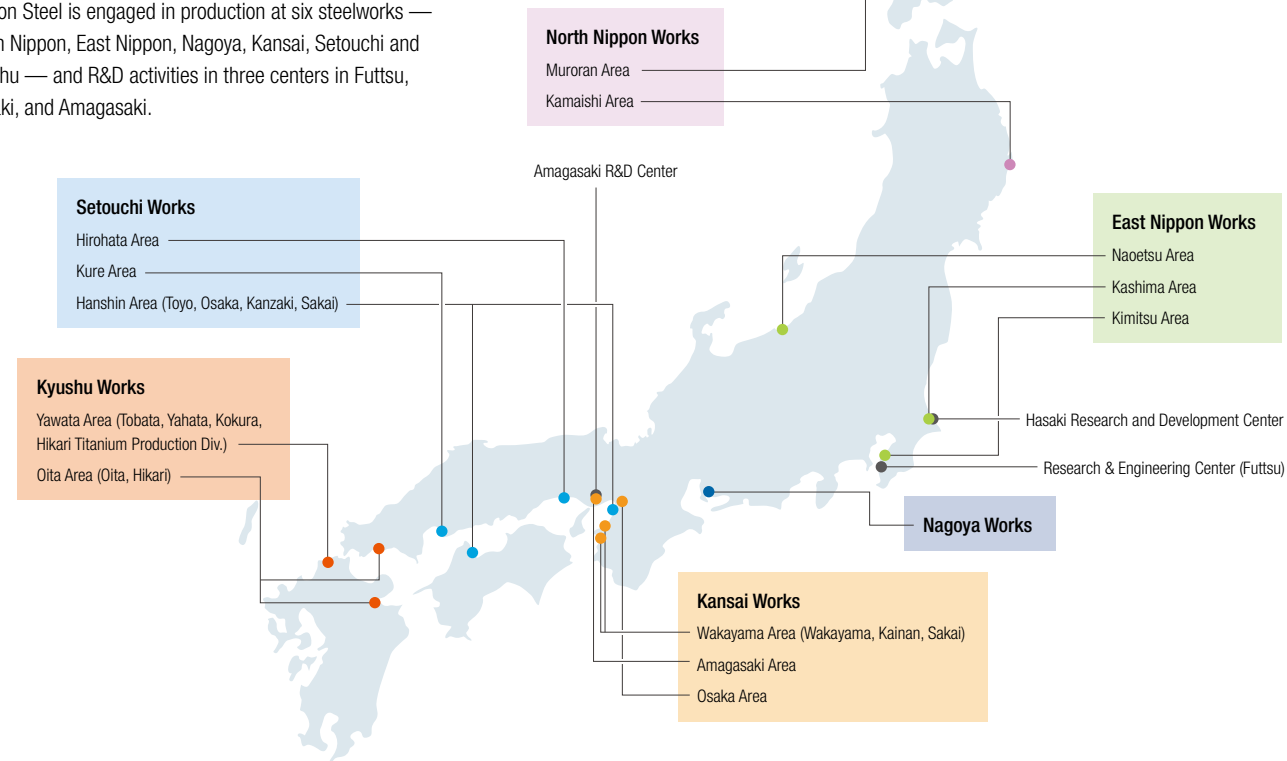 on Steel is engaged in production at six steelworks —
Nippon, East Nippon, Nagoya, Kansai, Setouchi and
hu — and R&D activities in three centers in Futtsu,
ki, and Amagasaki.
North Nippon Works
Muroran Area
Kamaishi Area
Amagasaki R&D Center
Setouchi Works
Hirohata Area
Kure Area
Hanshin Area (Toyo, Osaka, Kanzaki, Sakai)
East Nippon Works
Naoetsu Area
Kashima Area
Kimitsu Area
Kyushu Works
Yawata Area (Tobata, Yahata, Kokura,
Hikari Titanium Production Div.)
Oita Area (Oita, Hikari)
Hasaki Research and Development Center
Research & Engineering Center (Futtsu)
Nagoya Works
Kansai Works
Wakayama Area (Wakayama, Kainan, Sakai)
Amagasaki Area
Osaka Area